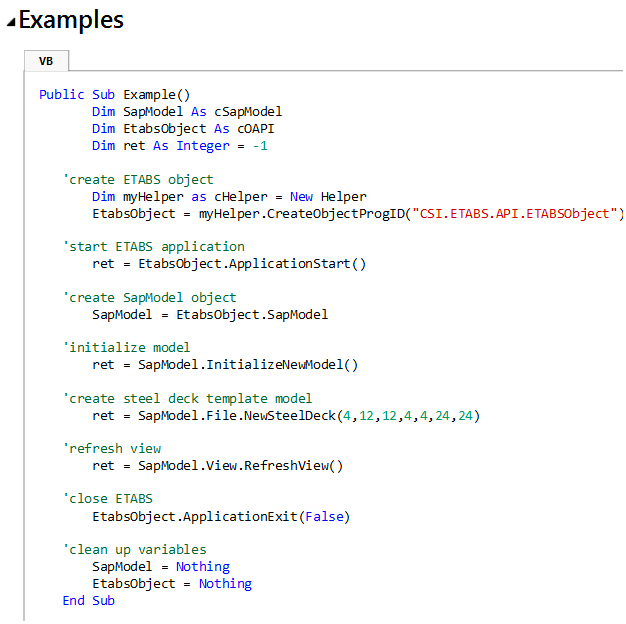 Examples
VB
Public Sub Example()
Dim SapModel As cSapModel
Dim EtabsObject As cOAPI
Dim ret As Integer = -1
'create ETABS object
Dim myHelper as cHelper = New Helper
EtabsObject = myHelper.CreateObjectProgID("CSI.ETABS.API.ETABSObject")
'start ETABS application
ret = EtabsObject.ApplicationStart()
'create SapModel object
SapModel = EtabsObject.SapModel
'initialize model
ret = SapModel.InitializeNewModel()
'create steel deck template model
ret = SapModel.File.NewSteelDeck(4,12,12,4,4,24,24)
'refresh view
ret = SapModel.View.RefreshView()
'close ETABS
EtabsObject.ApplicationExit(False)
'clean up variables
SapModel = Nothing
EtabsObject = Nothing
End Sub